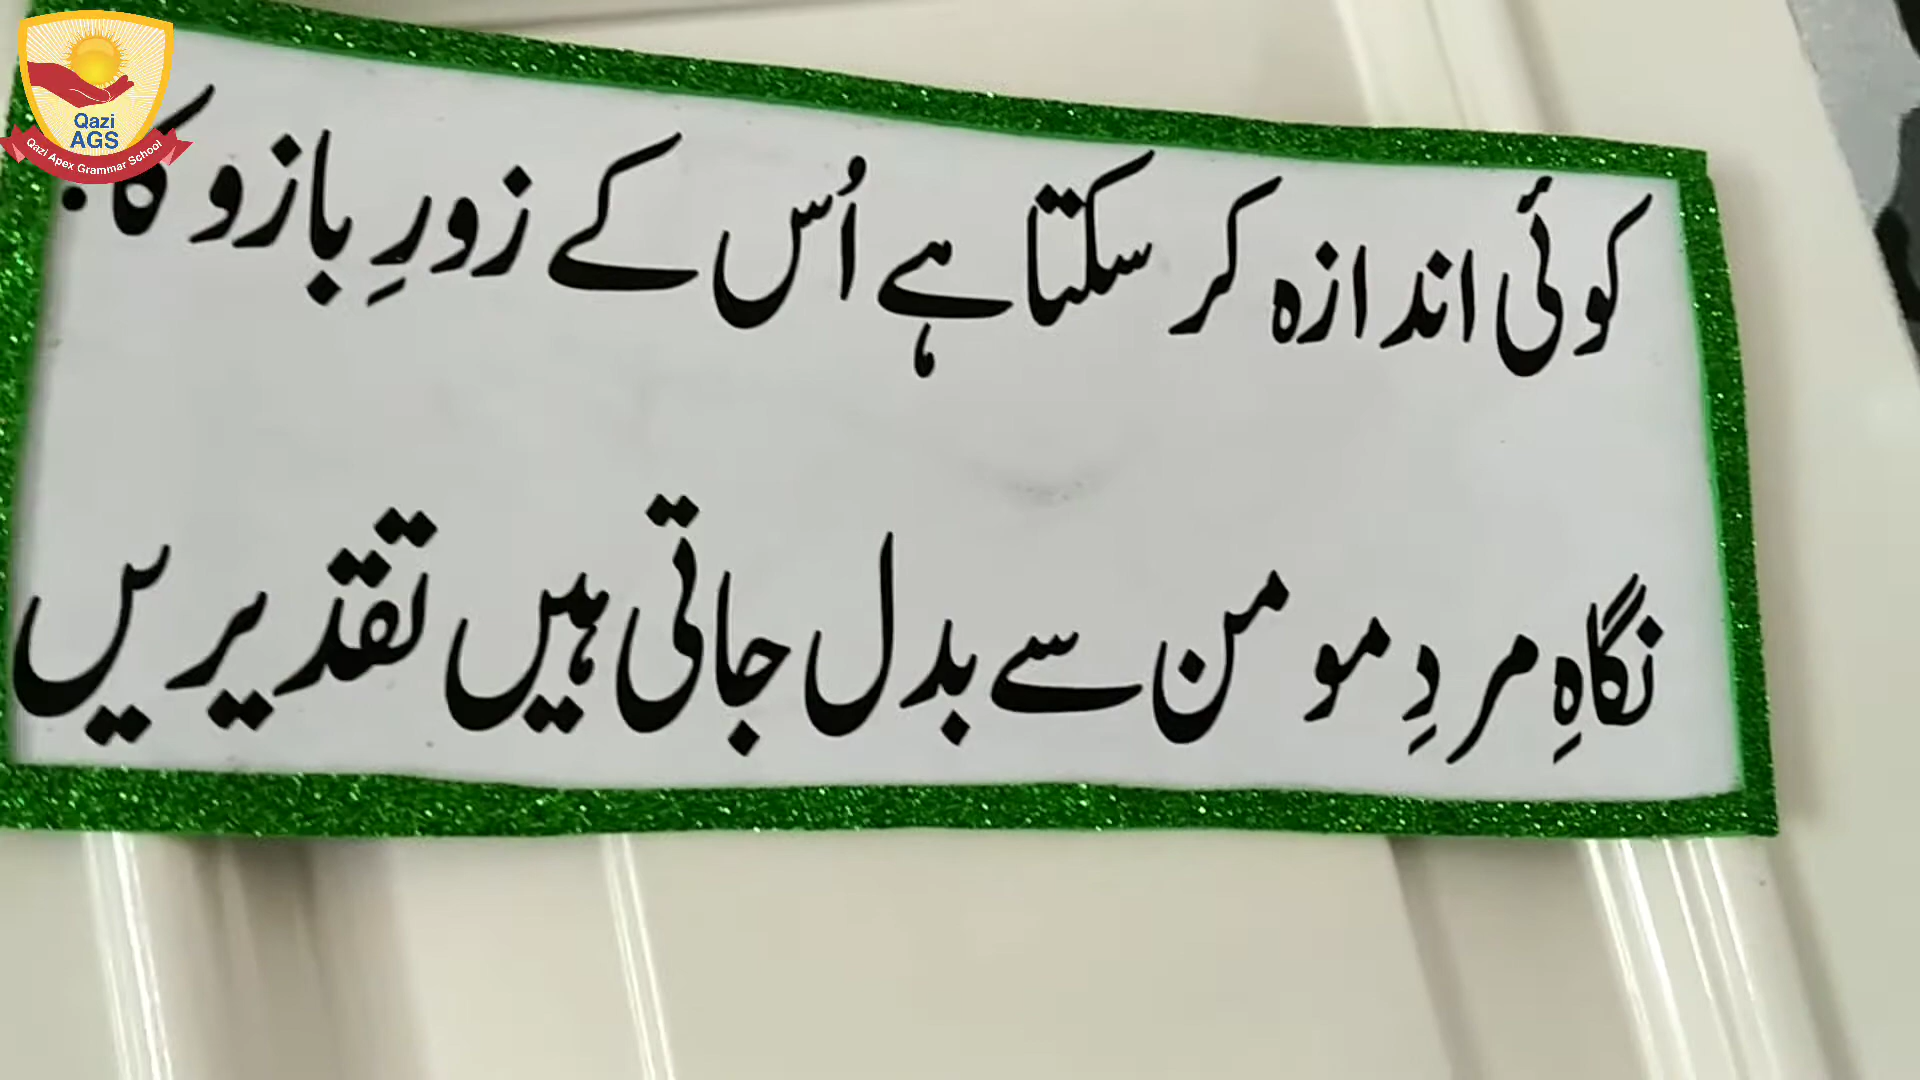 Qazi
AGS
Qazi Apex Grammar School
کوئی اندازہ کر سکتا ہے اُس کے زورِ بازو کا
نگاہِ مردِ مومن سے بدل جاتی ہیں تقدیریں